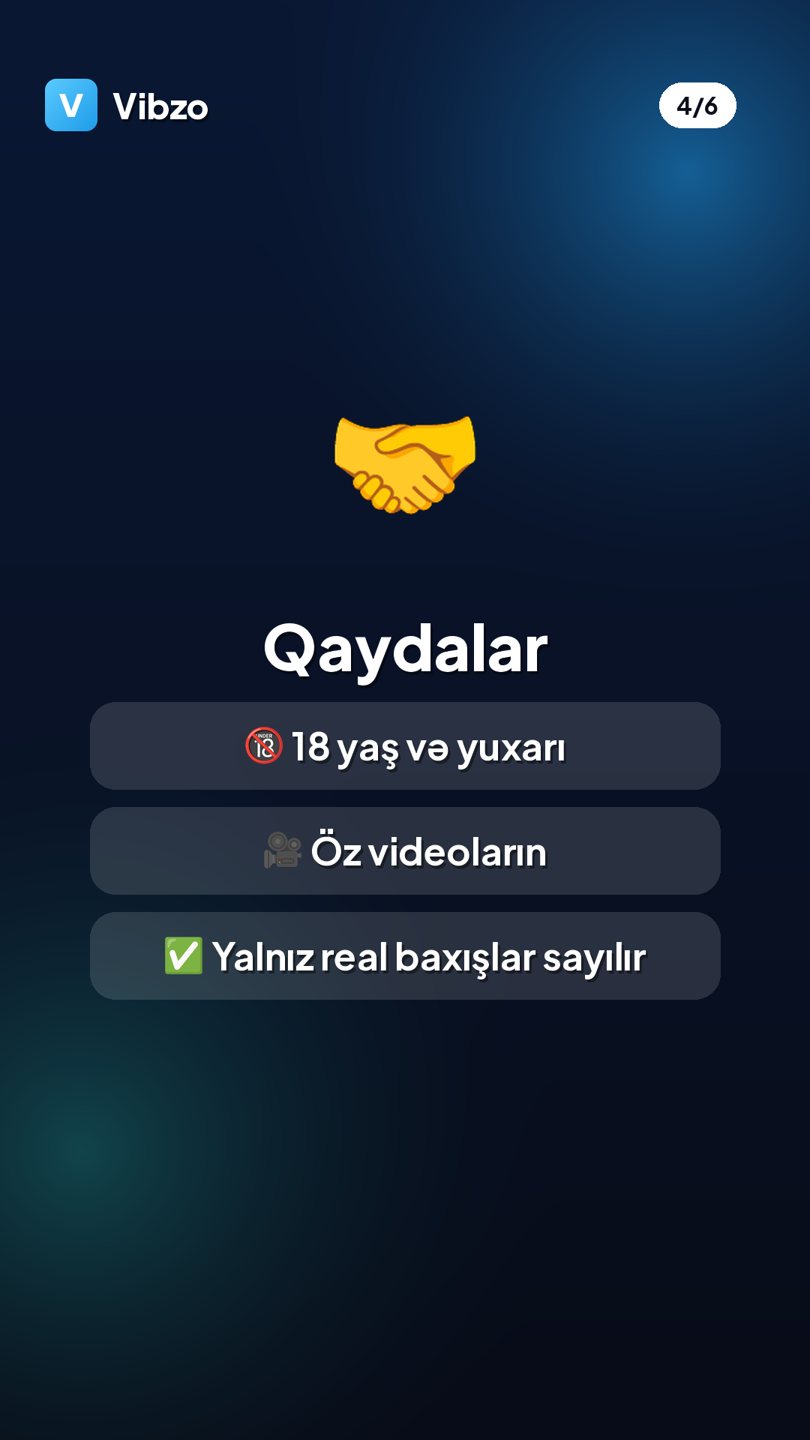 V Vibzo
4/6
Qaydalar
🔞 18 yaş və yuxarı
🎥 Öz videoların
✅ Yalnız real baxışlar sayılır